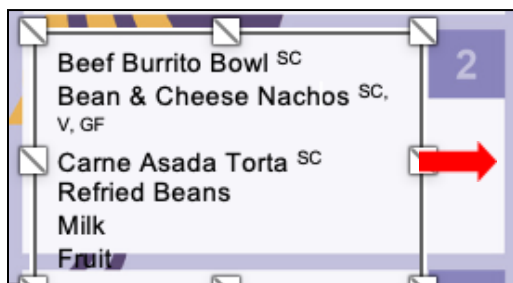 Beef Burrito Bowl SC
2
Bean & Cheese Nachos SC,
V, GF
Carne Asada Torta SC
Refried Beans
Milk
Fruit